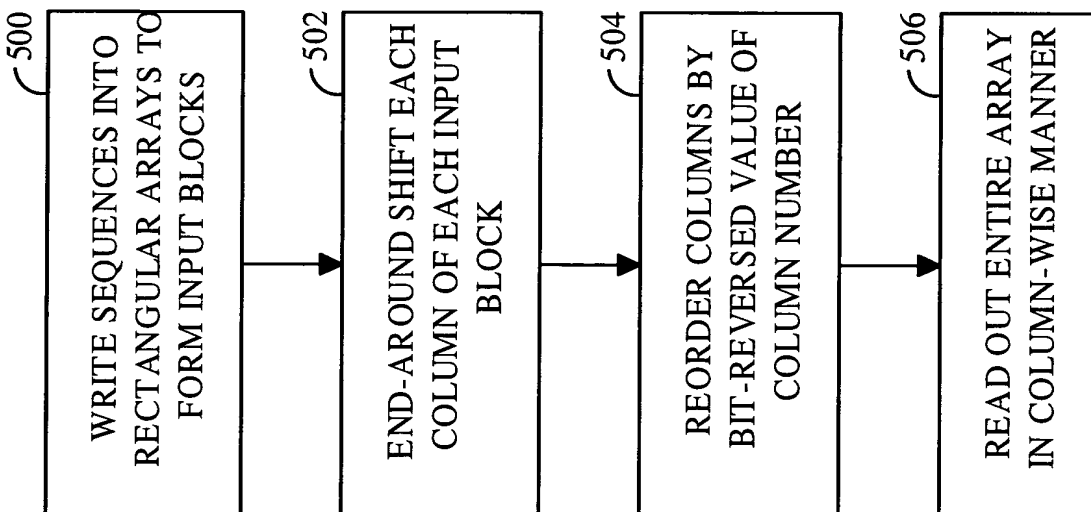 500
WRITE SEQUENCES INTO
RECTANGULAR ARRAYS TO
FORM INPUT BLOCKS
502
END-AROUND SHIFT EACH
COLUMN OF EACH INPUT
BLOCK
504
REORDER COLUMNS BY
BIT-REVERSED VALUE OF
COLUMN NUMBER
506
READ OUT ENTIRE ARRAY
IN COLUMN-WISE MANNER